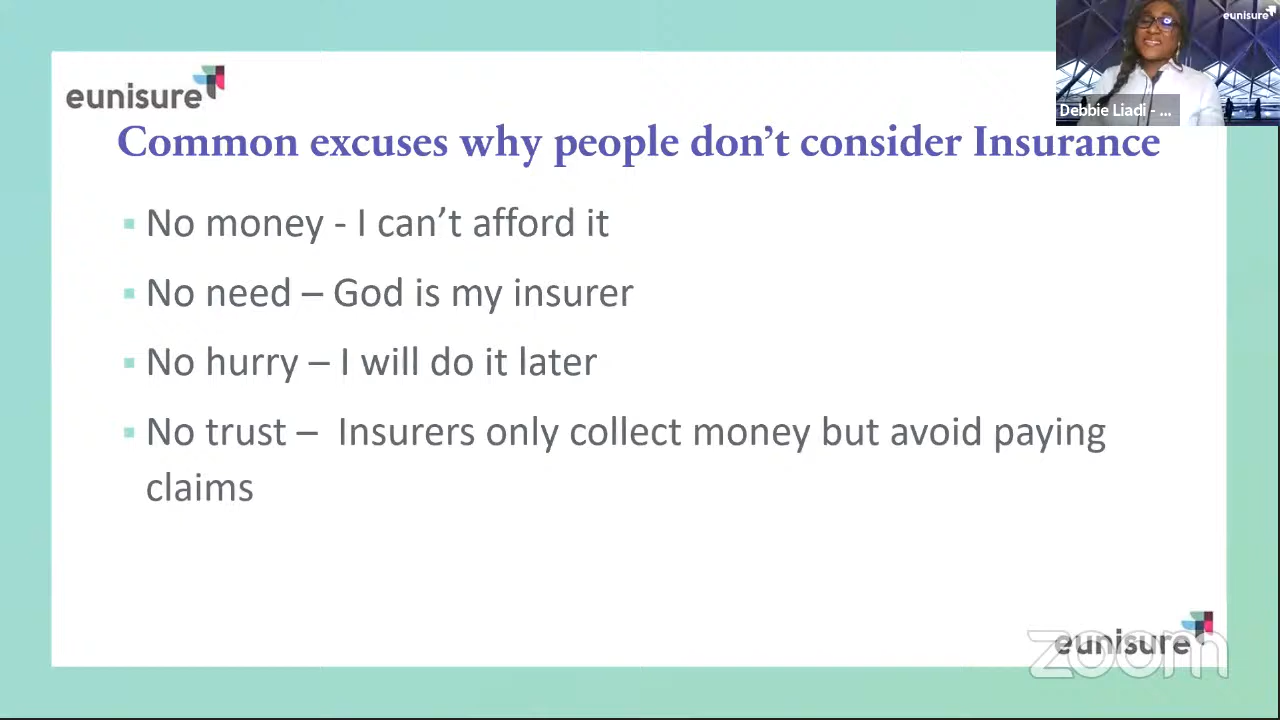 eunisure
eunisure
Debbie Liadi - ...
Common excuses why people don’t consider Insurance
▪ No money - I can’t afford it
▪ No need – God is my insurer
▪ No hurry – I will do it later
▪ No trust – Insurers only collect money but avoid paying
claims
eunisure
zoom